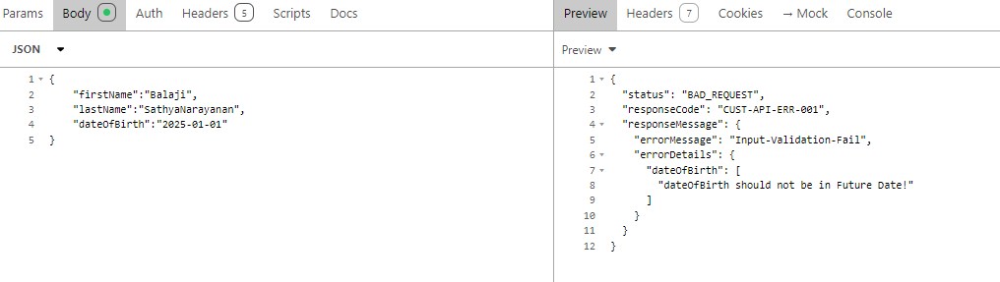 Params Body Auth Headers 5 Scripts Docs
JSON
1 {
2 "firstName":"Balaji",
3 "lastName":"SathyaNarayanan",
4 "dateOfBirth":"2025-01-01"
5 }
Preview Headers 7 Cookies → Mock Console
Preview
1 {
2 "status": "BAD_REQUEST",
3 "responseCode": "CUST-API-ERR-001",
4 "responseMessage": {
5 "errorMessage": "Input-Validation-Fail",
6 "errorDetails": {
7 "dateOfBirth": [
8 "dateOfBirth should not be in Future Date!"
9 ]
10 }
11 }
12 }